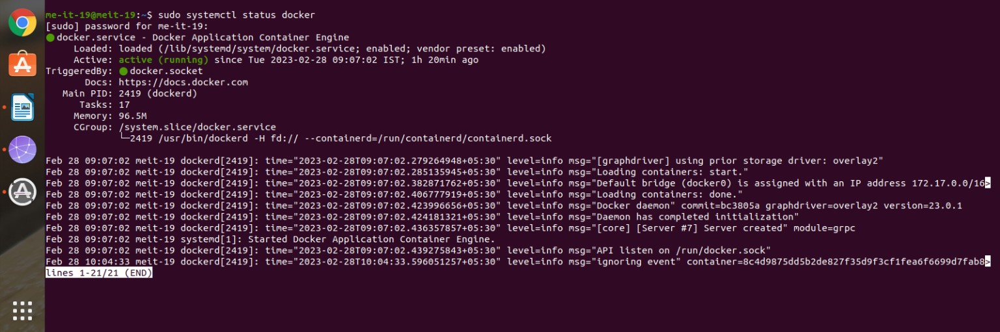 me-it-19@meit-19:~$ sudo systemctl status docker
[sudo] password for me-it-19:
docker.service - Docker Application Container Engine
Loaded: loaded (/lib/systemd/system/docker.service; enabled; vendor preset: enabled)
Active: active (running) since Tue 2023-02-28 09:07:02 IST; 1h 20min ago
TriggeredBy: docker.socket
Docs: https://docs.docker.com
Main PID: 2419 (dockerd)
Tasks: 17
Memory: 96.5M
CGroup: /system.slice/docker.service
└─2419 /usr/bin/dockerd -H fd:// --containerd=/run/containerd/containerd.sock
Feb 28 09:07:02 meit-19 dockerd[2419]: time="2023-02-28T09:07:02.279264948+05:30" level=info msg="[graphdriver] using prior storage driver: overlay2"
Feb 28 09:07:02 meit-19 dockerd[2419]: time="2023-02-28T09:07:02.285135945+05:30" level=info msg="Loading containers: start."
Feb 28 09:07:02 meit-19 dockerd[2419]: time="2023-02-28T09:07:02.382871762+05:30" level=info msg="Default bridge (docker0) is assigned with an IP address 172.17.0.0/16>
Feb 28 09:07:02 meit-19 dockerd[2419]: time="2023-02-28T09:07:02.406777919+05:30" level=info msg="Loading containers: done."
Feb 28 09:07:02 meit-19 dockerd[2419]: time="2023-02-28T09:07:02.423996656+05:30" level=info msg="Docker daemon" commit=bc3805a graphdriver=overlay2 version=23.0.1
Feb 28 09:07:02 meit-19 dockerd[2419]: time="2023-02-28T09:07:02.424181321+05:30" level=info msg="Daemon has completed initialization"
Feb 28 09:07:02 meit-19 dockerd[2419]: time="2023-02-28T09:07:02.436357857+05:30" level=info msg="[core] [Server #7] Server created" module=grpc
Feb 28 09:07:02 meit-19 systemd[1]: Started Docker Application Container Engine.
Feb 28 09:07:02 meit-19 dockerd[2419]: time="2023-02-28T09:07:02.439275843+05:30" level=info msg="API listen on /run/docker.sock"
Feb 28 10:04:33 meit-19 dockerd[2419]: time="2023-02-28T10:04:33.596051257+05:30" level=info msg="ignoring event" container=8c4d9875dd5b2de827f35d9f3cf1fea6f6699d7fab8>
lines 1-21/21 (END)